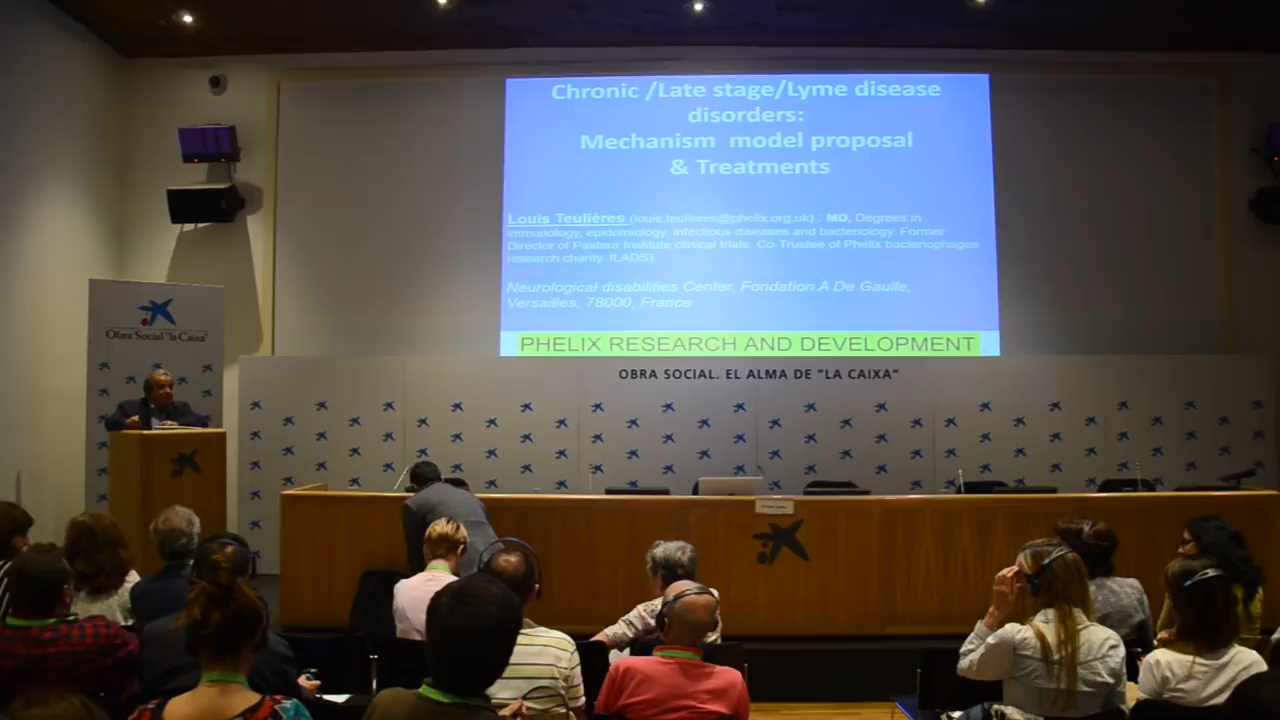 Chronic /Late stage/Lyme disease
disorders:
Mechanism model proposal
& Treatments
Louis Teulières (louis.teulieres@phelix.org.uk) : MD, Degrees in
immunology, epidemiology, infectious diseases and bacteriology. Former
Director of Pasteur Institute clinical trials. Co-Trustee of Phelix bacteriophages
research charity. ILADS)
Neurological disabilities Center, Fondation A De Gaulle,
Versailles, 78000, France
PHELIX RESEARCH AND DEVELOPMENT
Obra Social "la Caixa"
OBRA SOCIAL. EL ALMA DE "LA CAIXA"